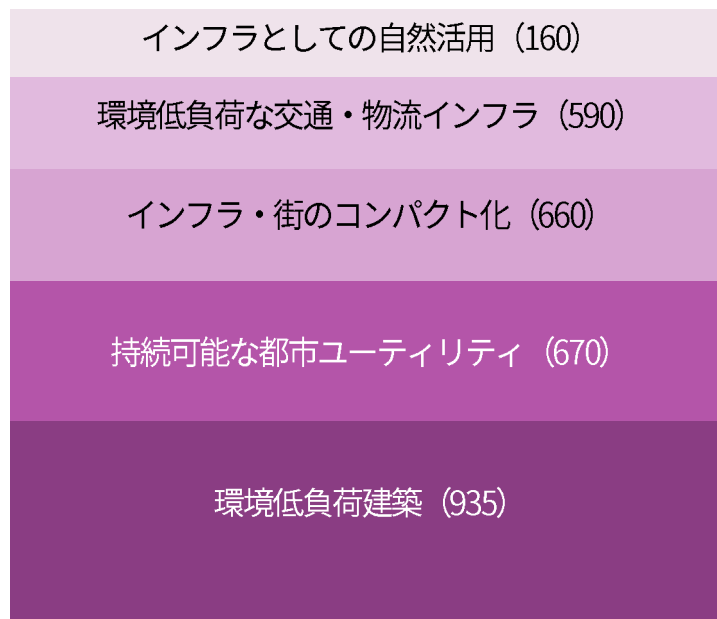 インフラとしての自然活用（160）
環境低負荷な交通・物流インフラ（590）
インフラ・街のコンパクト化（660）
持続可能な都市ユーティリティ（670）
環境低負荷建築（935）